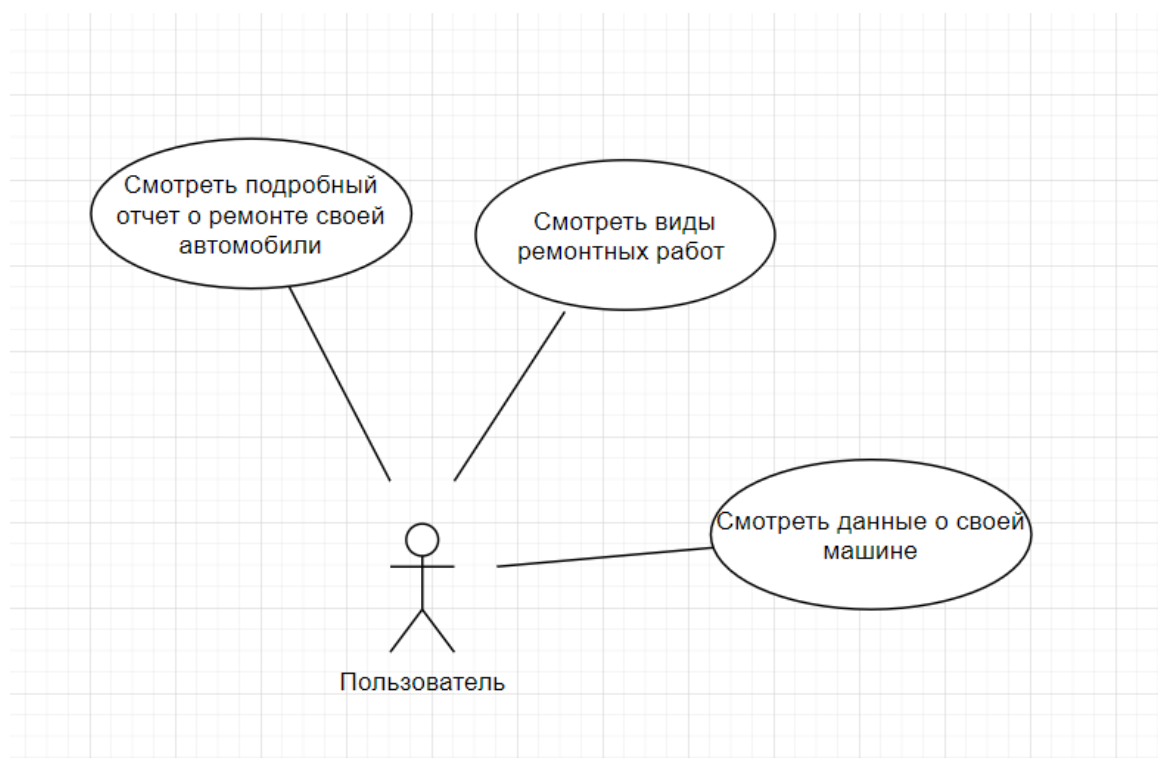 Смотреть подробный
отчет о ремонте своей
автомобили
Смотреть виды
ремонтных работ
Смотреть данные о своей
машине
Пользователь